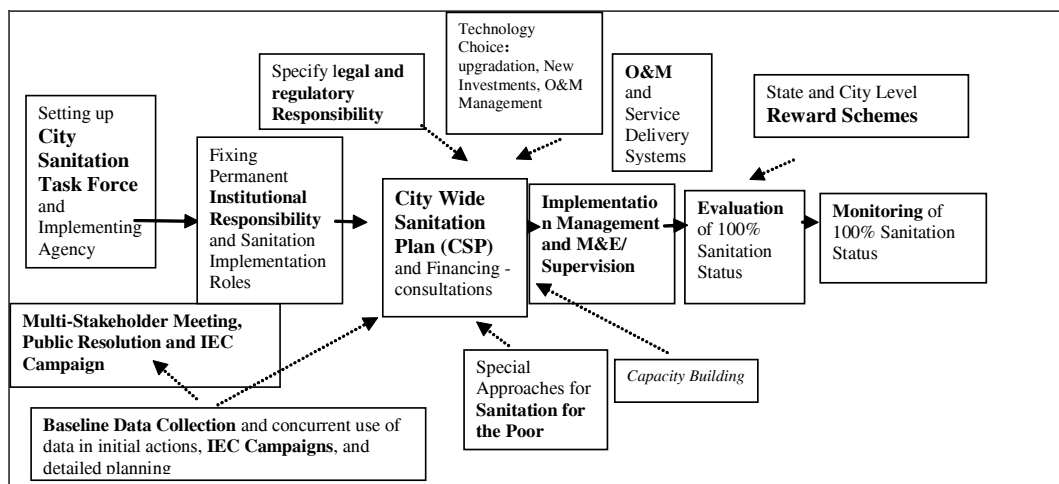 Setting up
City
Sanitation
Task Force
and
Implementing
Agency
Fixing
Permanent
Institutional
Responsibility
and Sanitation
Implementation
Roles
Specify legal and
regulatory
Responsibility
Technology
Choice:
upgradation, New
Investments, O&M
Management
O&M
and
Service
Delivery
Systems
State and City Level
Reward Schemes
City Wide
Sanitation
Plan (CSP)
and Financing -
consultations
Implementatio
n Management
and M&E/
Supervision
Evaluation
of 100%
Sanitation
Status
Monitoring of
100% Sanitation
Status
Multi-Stakeholder Meeting,
Public Resolution and IEC
Campaign
Baseline Data Collection and concurrent use of
data in initial actions, IEC Campaigns, and
detailed planning
Special
Approaches for
Sanitation for
the Poor
Capacity Building